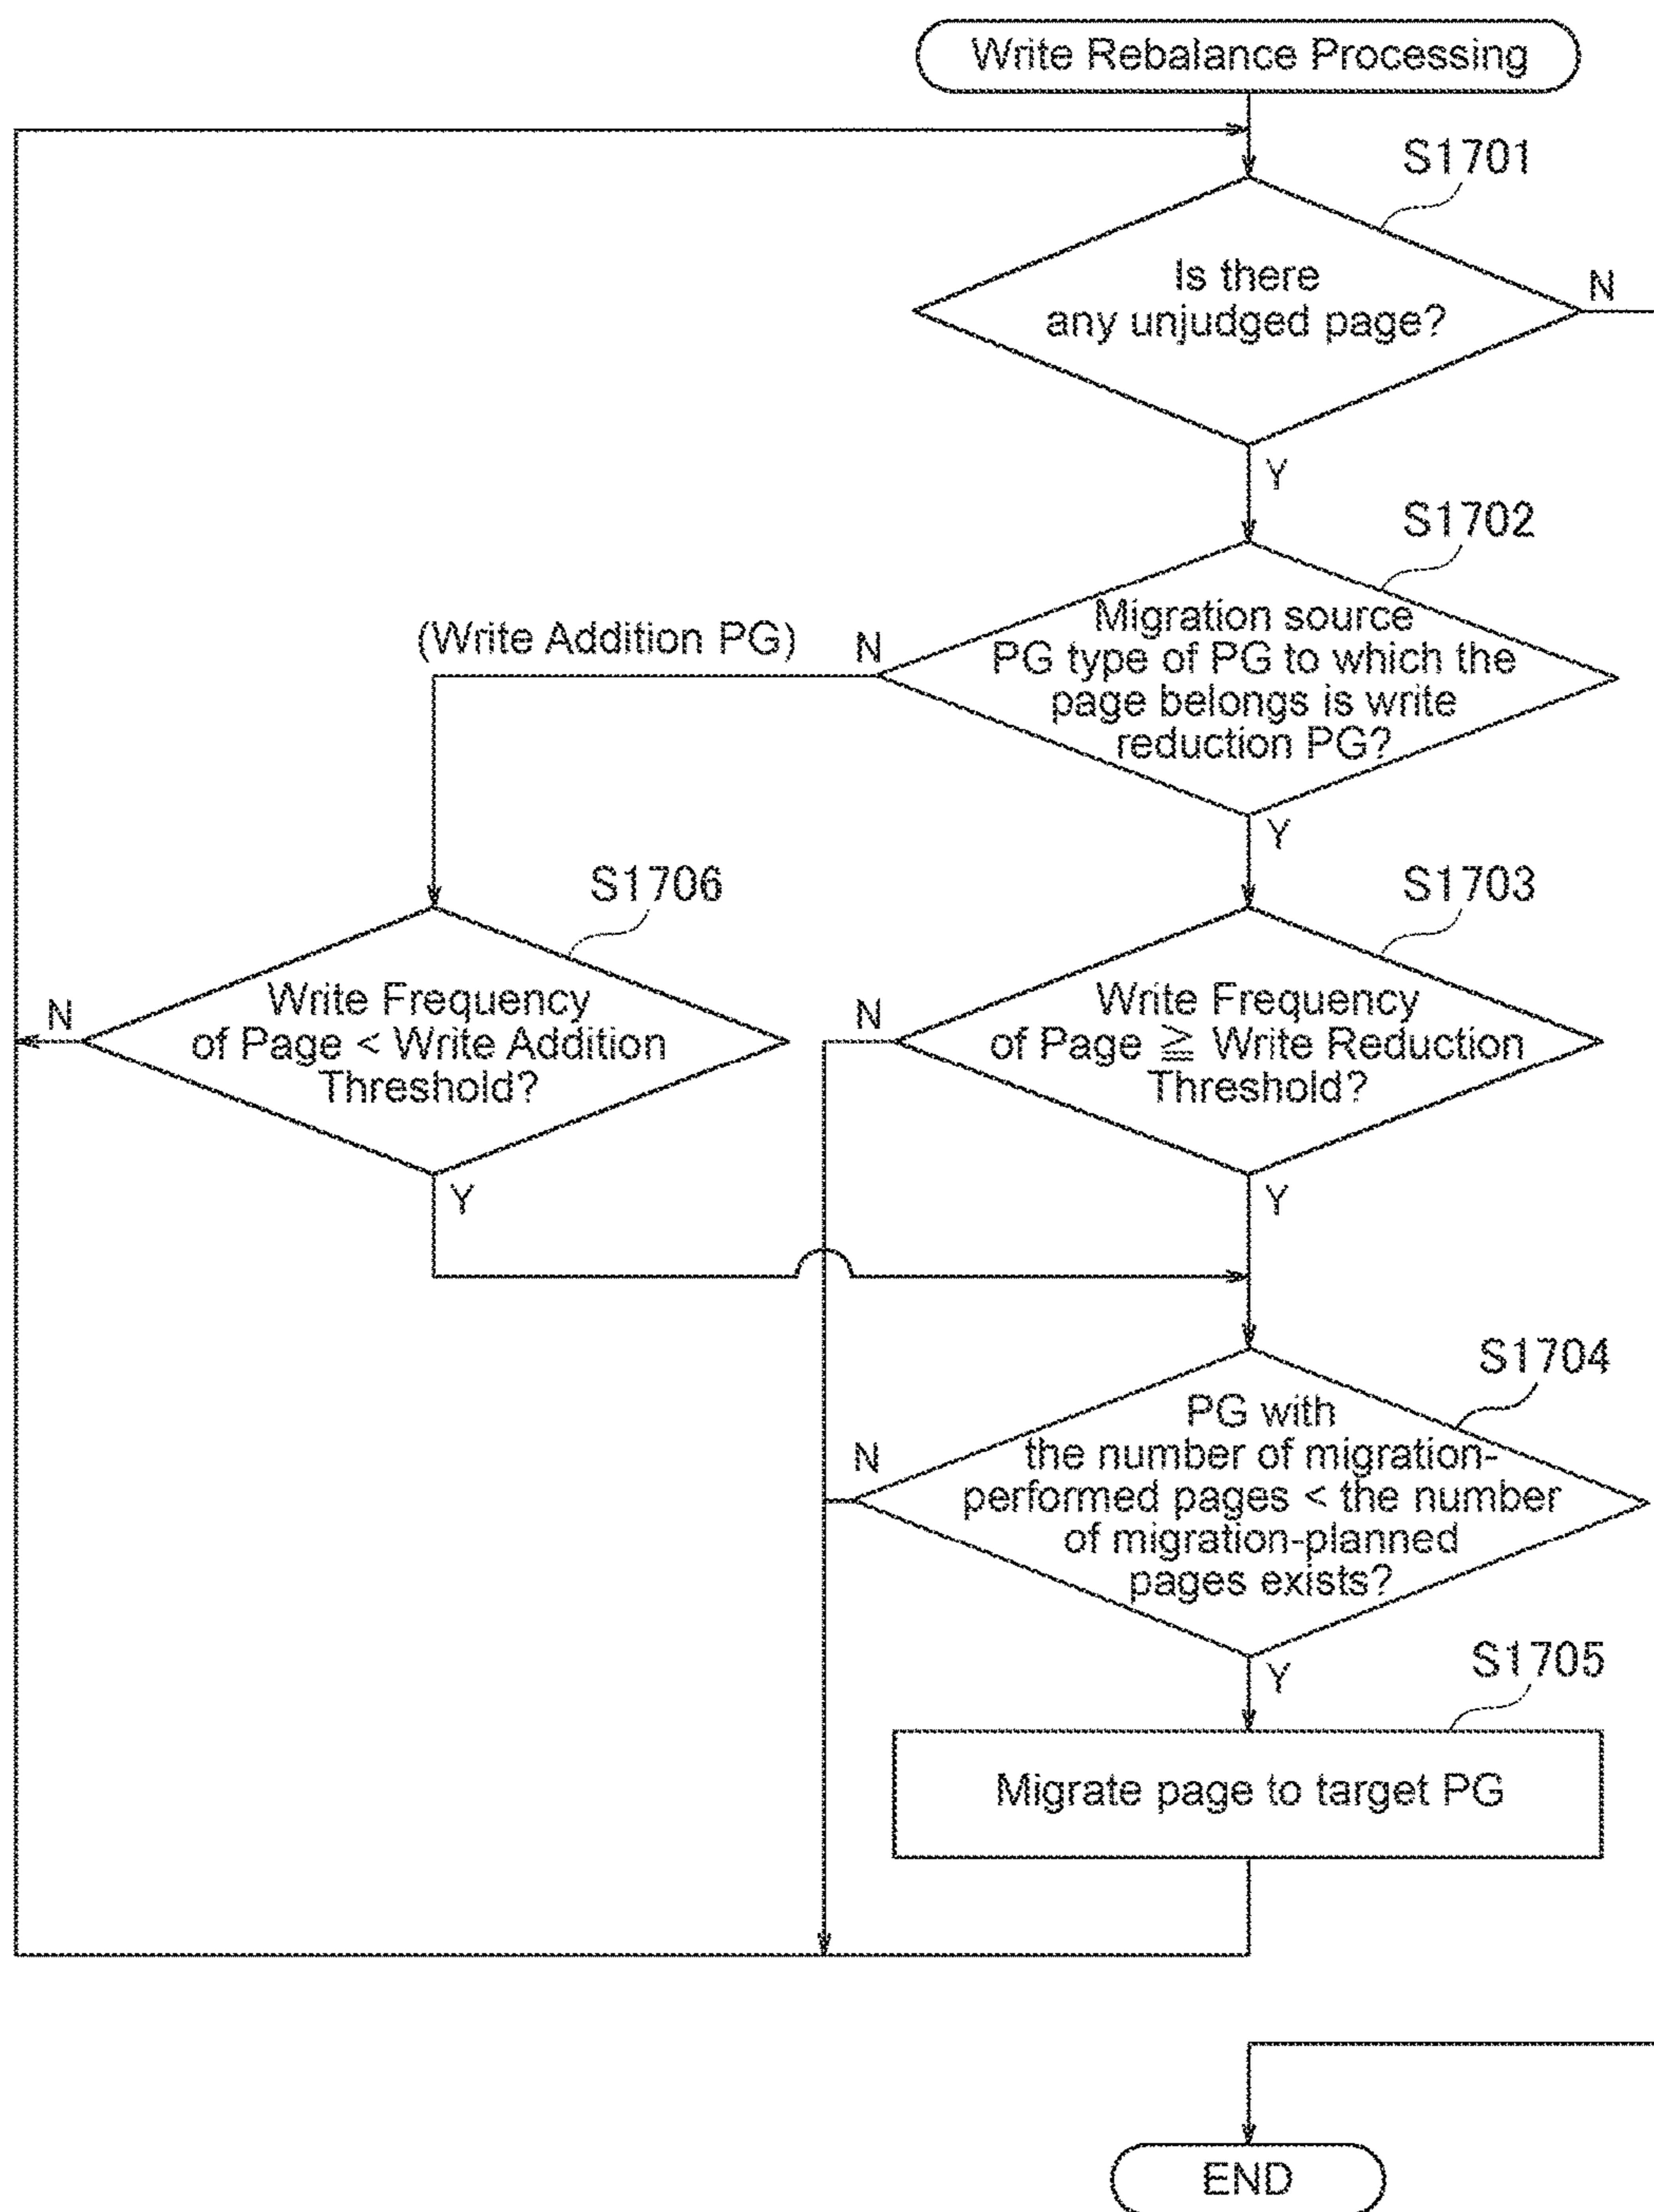 Write Rebalance Processing
S1701
Is there
any unjudged page?
N
Y
S1702
Migration source
PG type of PG to which the
page belongs is write
reduction PG?
(Write Addition PG)
N
Y
S1706
Write Frequency
of Page < Write Addition
Threshold?
N
Y
S1703
Write Frequency
of Page ≧ Write Reduction
Threshold?
N
Y
S1704
PG with
the number of migration-
performed pages < the number
of migration-planned
pages exists?
N
Y
S1705
Migrate page to target PG
END